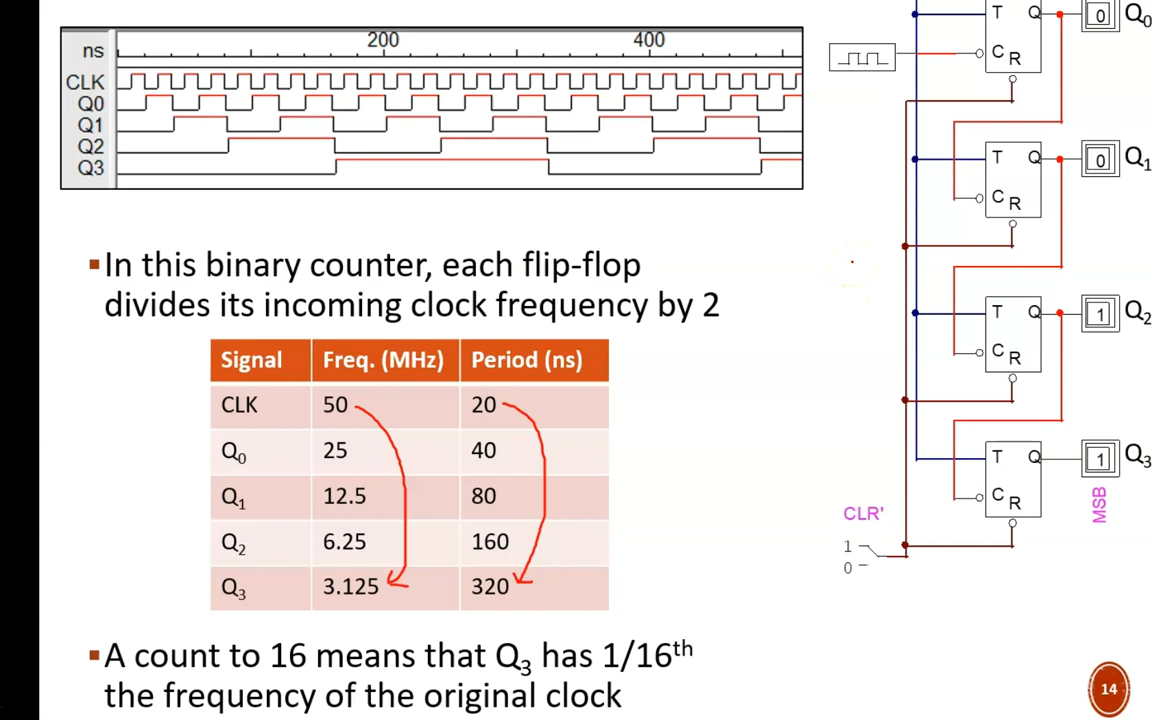 ns 200 400
CLK
Q0
Q1
Q2
Q3
▪In this binary counter, each flip-flop
divides its incoming clock frequency by 2
Signal Freq. (MHz) Period (ns)
CLK 50 20
Q0 25 40
Q1 12.5 80
Q2 6.25 160
Q3 3.125 320
▪A count to 16 means that Q3 has 1/16th
the frequency of the original clock
T Q 0 Q0
C R
T Q 0 Q1
C R
T Q 1 Q2
C R
T Q 1 Q3
C R
MSB
CLR'
1
0
14